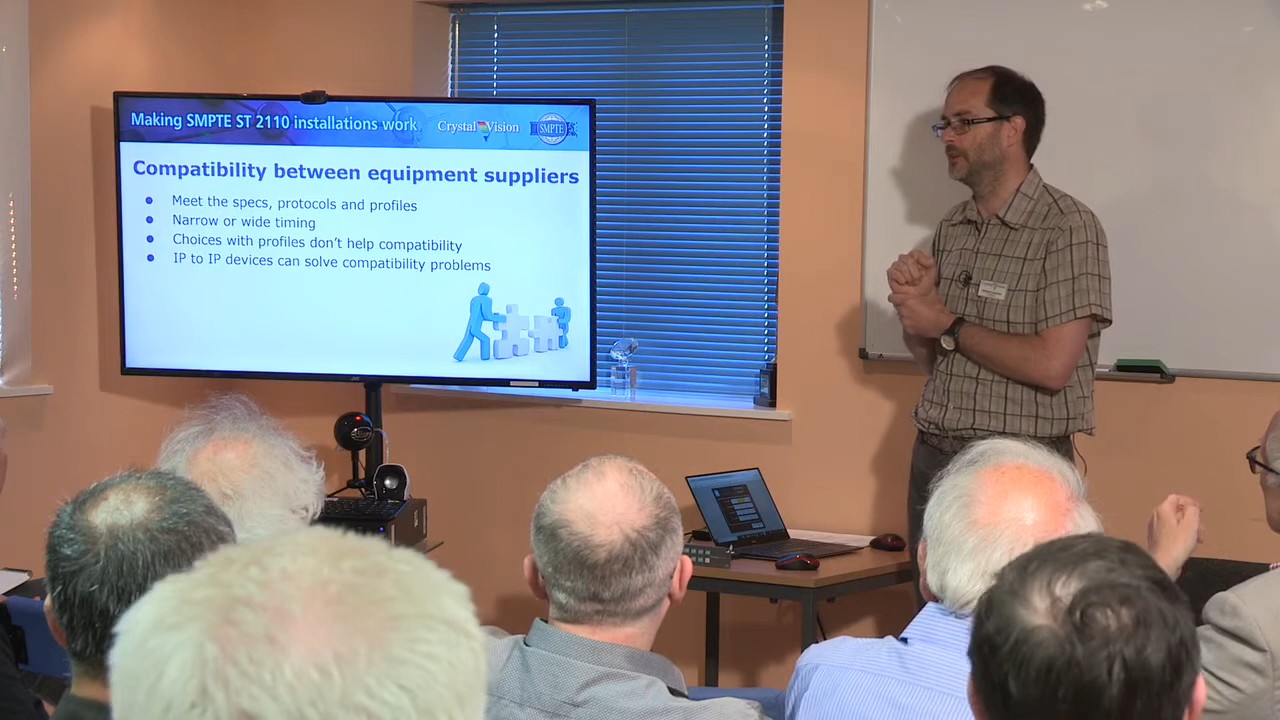 Making SMPTE ST 2110 installations work
Crystal Vision
SMPTE
Compatibility between equipment suppliers
Meet the specs, protocols and profiles
Narrow or wide timing
Choices with profiles don't help compatibility
IP to IP devices can solve compatibility problems
JVC